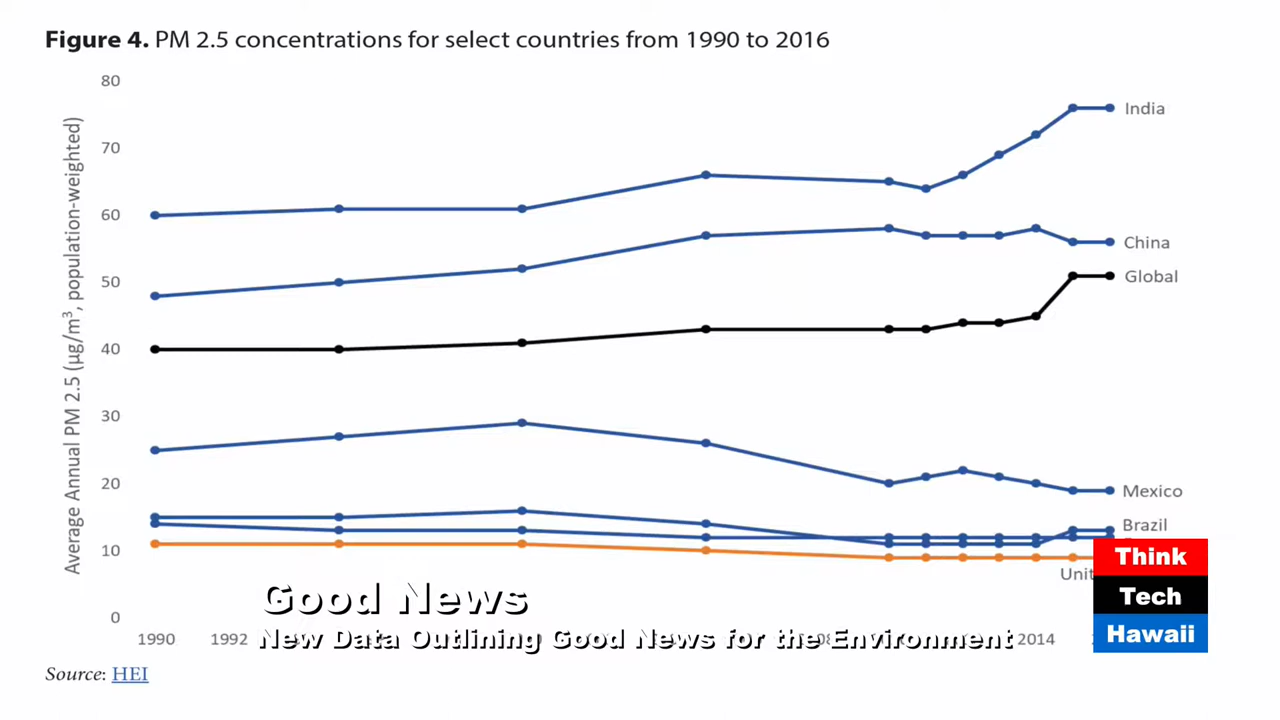 Figure 4. PM 2.5 concentrations for select countries from 1990 to 2016
80
70
60
50
40
30
20
10
0
Average Annual PM 2.5 (µg/m³, population-weighted)
India
China
Global
Mexico
Brazil
1990 1992 2014
Good News
New Data Outlining Good News for the Environment
Think
Tech
Hawaii
Source: HEI